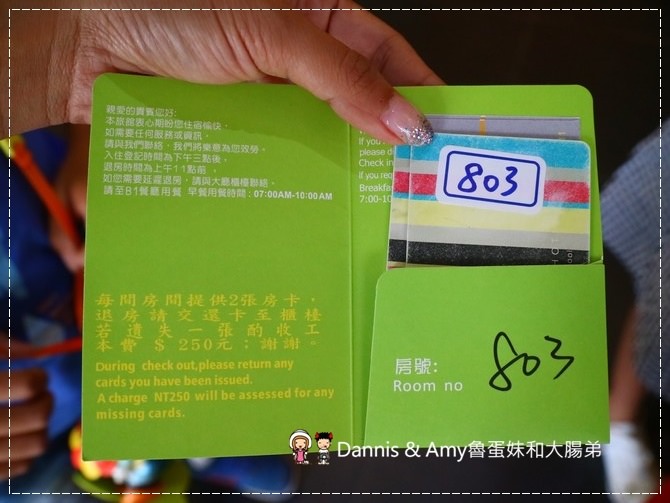 親愛的貴賓您好:
本旅館衷心期盼您住宿愉快。
如需要任何服務或資訊,
請與我們聯絡,我們將樂意為您效勞。
入住登記時間為下午三點後,
退房時間為上午11點前。
如您需要延遲退房,請與大廳櫃檯聯絡。
請至B1餐廳用餐 早餐用餐時間:07:00AM-10:00AM
每間房間提供2張房卡,
退房請交還卡至櫃檯
若遺失一張酌收工
本費$250元;謝謝。
During check out,please return any
cards you have been issued.
A charge NT250 will be assessed for any
missing cards.
If you
please d
Check in
If you req
Breakfas
7:00-10
803
房號:
Room no
803
Dannis & Amy魯蛋妹和大腸弟